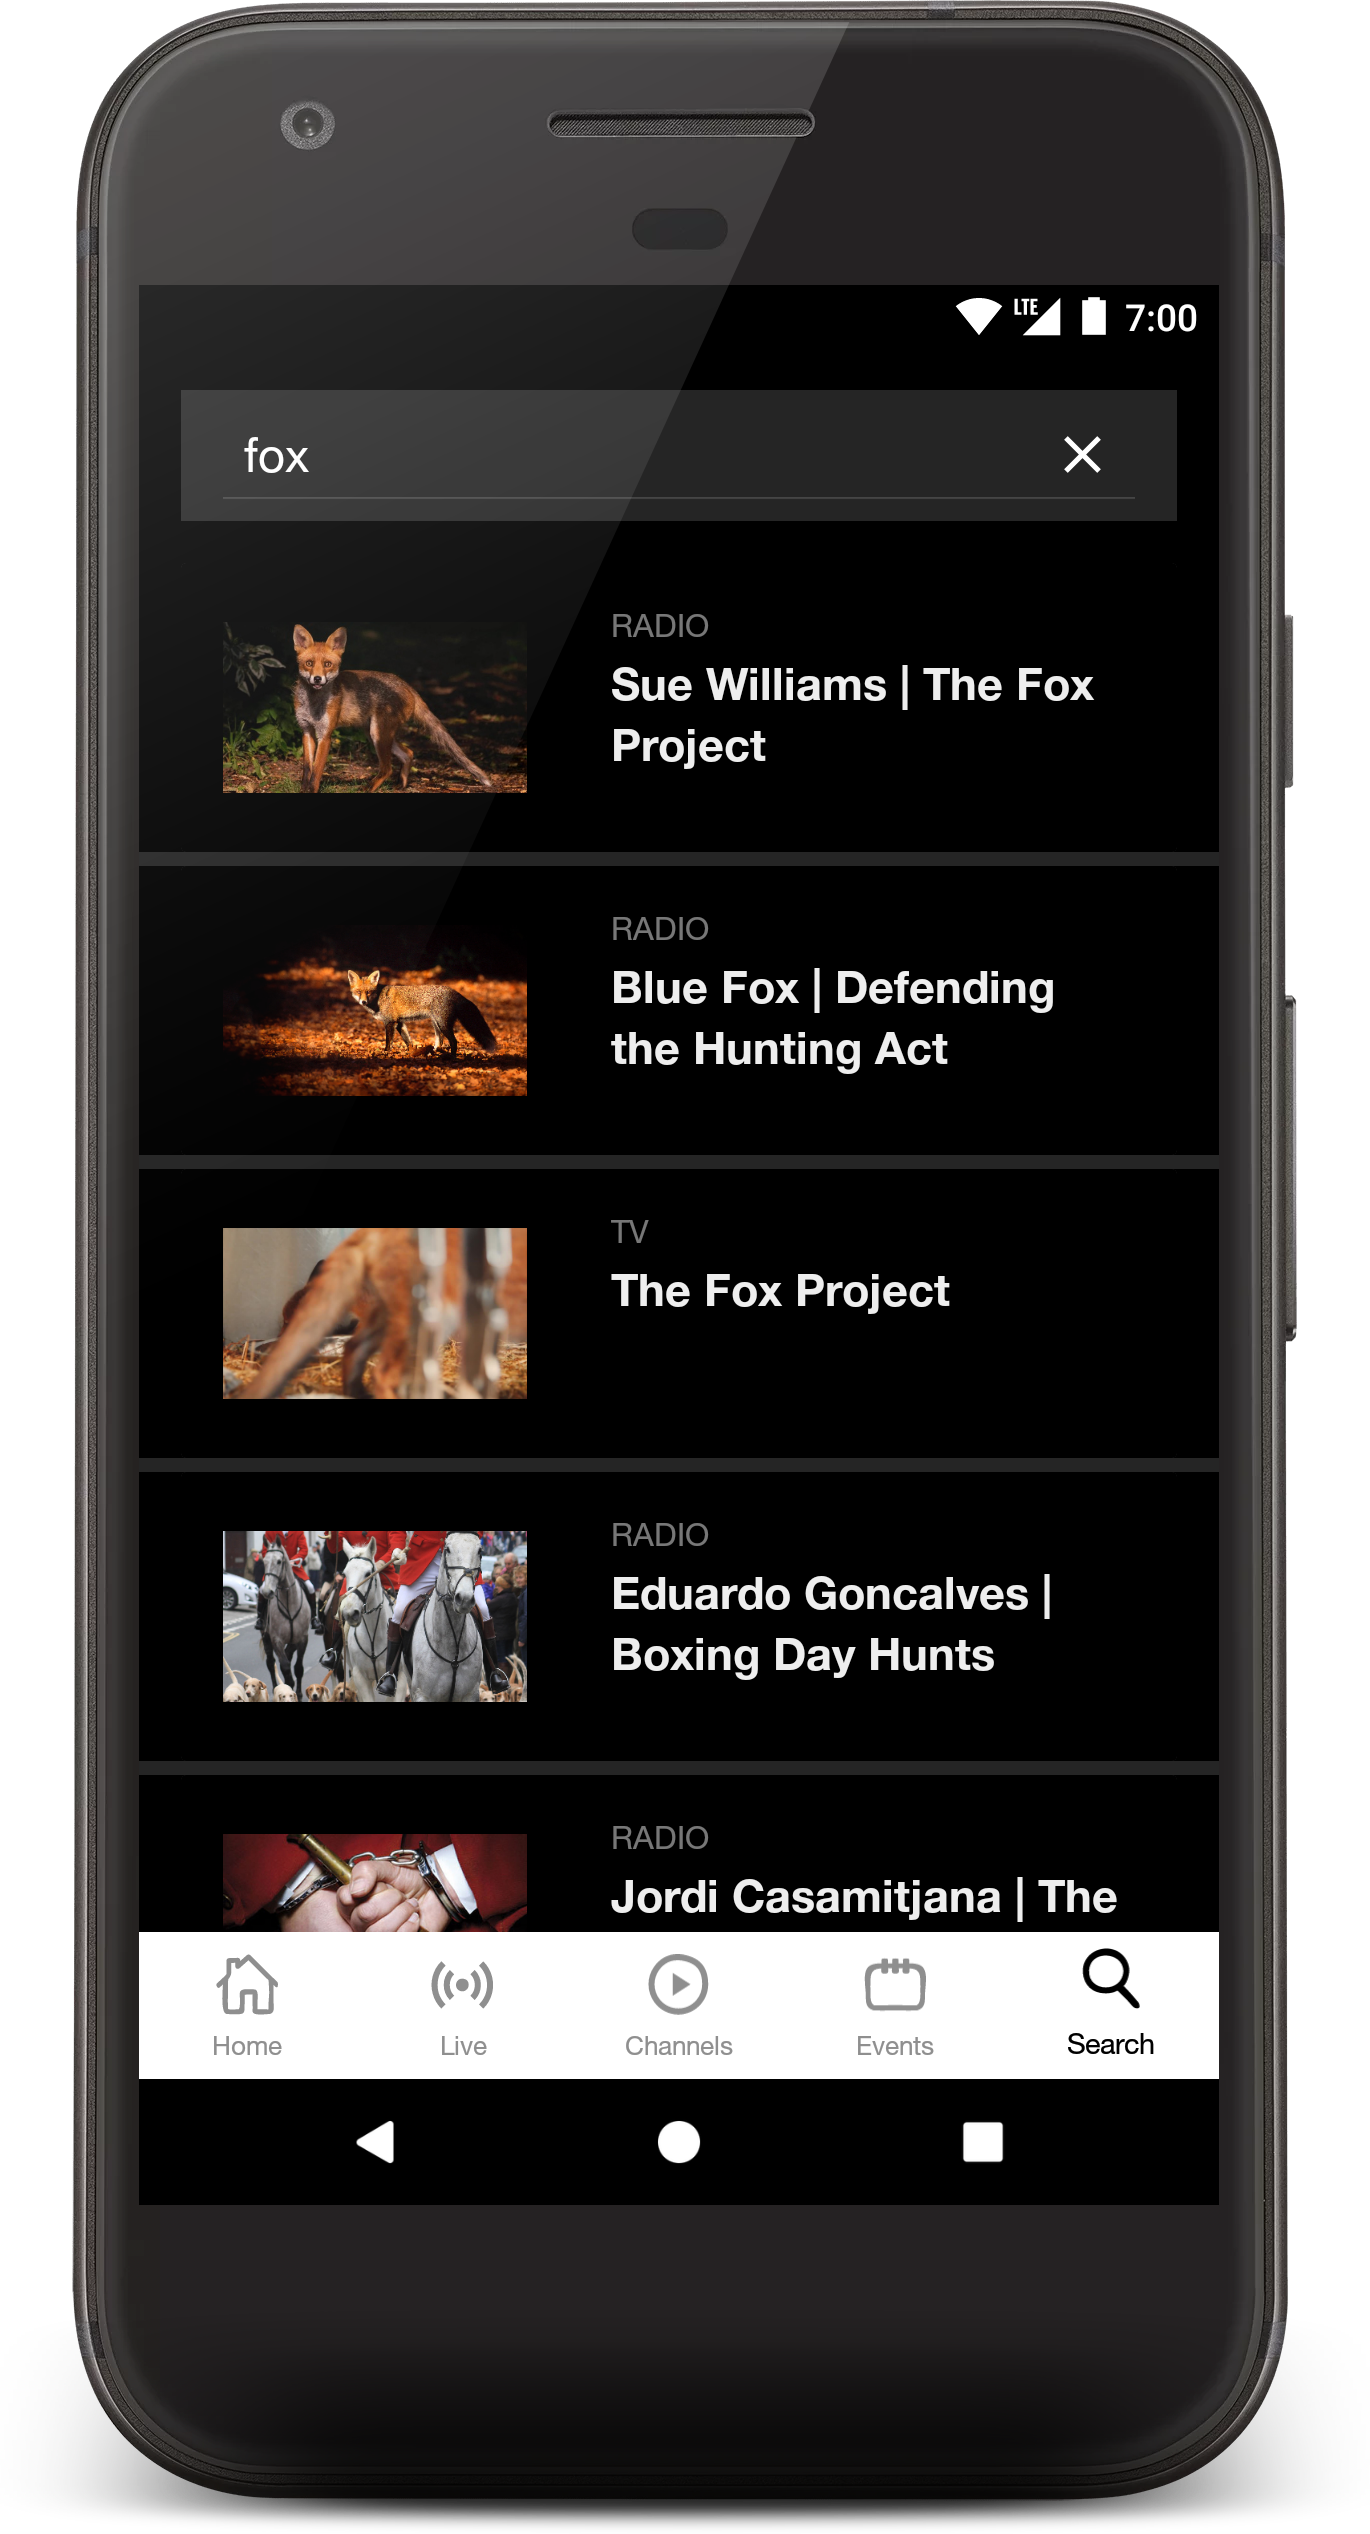 LTE 7:00
fox
RADIO
Sue Williams | The Fox
Project
RADIO
Blue Fox | Defending
the Hunting Act
TV
The Fox Project
RADIO
Eduardo Goncalves |
Boxing Day Hunts
RADIO
Jordi Casamitjana | The
Home Live Channels Events Search